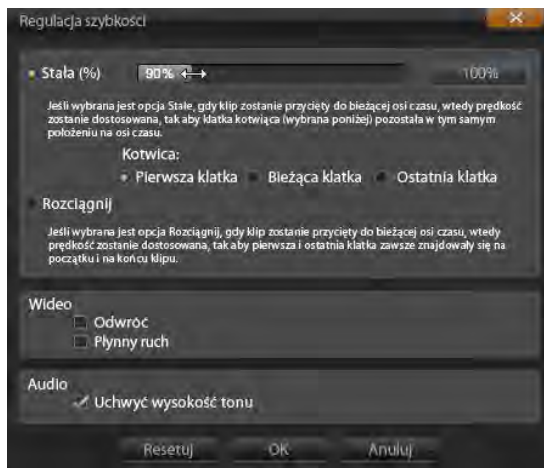 Regulacja szybkości
Stała (%) 90% 100%
Jeśli wybrana jest opcja Stałe, gdy klip zostanie przycięty do bieżącej osi czasu, wtedy prędkość
zostanie dostosowana, tak aby klatka kotwiąca (wybrana poniżej) pozostała w tym samym
położeniu na osi czasu.
Kotwica:
Pierwsza klatka Bieżąca klatka Ostatnia klatka
Rozciągnij
Jeśli wybrana jest opcja Rozciągnij, gdy klip zostanie przycięty do bieżącej osi czasu, wtedy
prędkość zostanie dostosowana, tak aby pierwsza i ostatnia klatka zawsze znajdowały się na
początku i na końcu klipu.
Wideo
Odwróć
Płynny ruch
Audio
Uchwyć wysokość tonu
Resetuj OK Anuluj